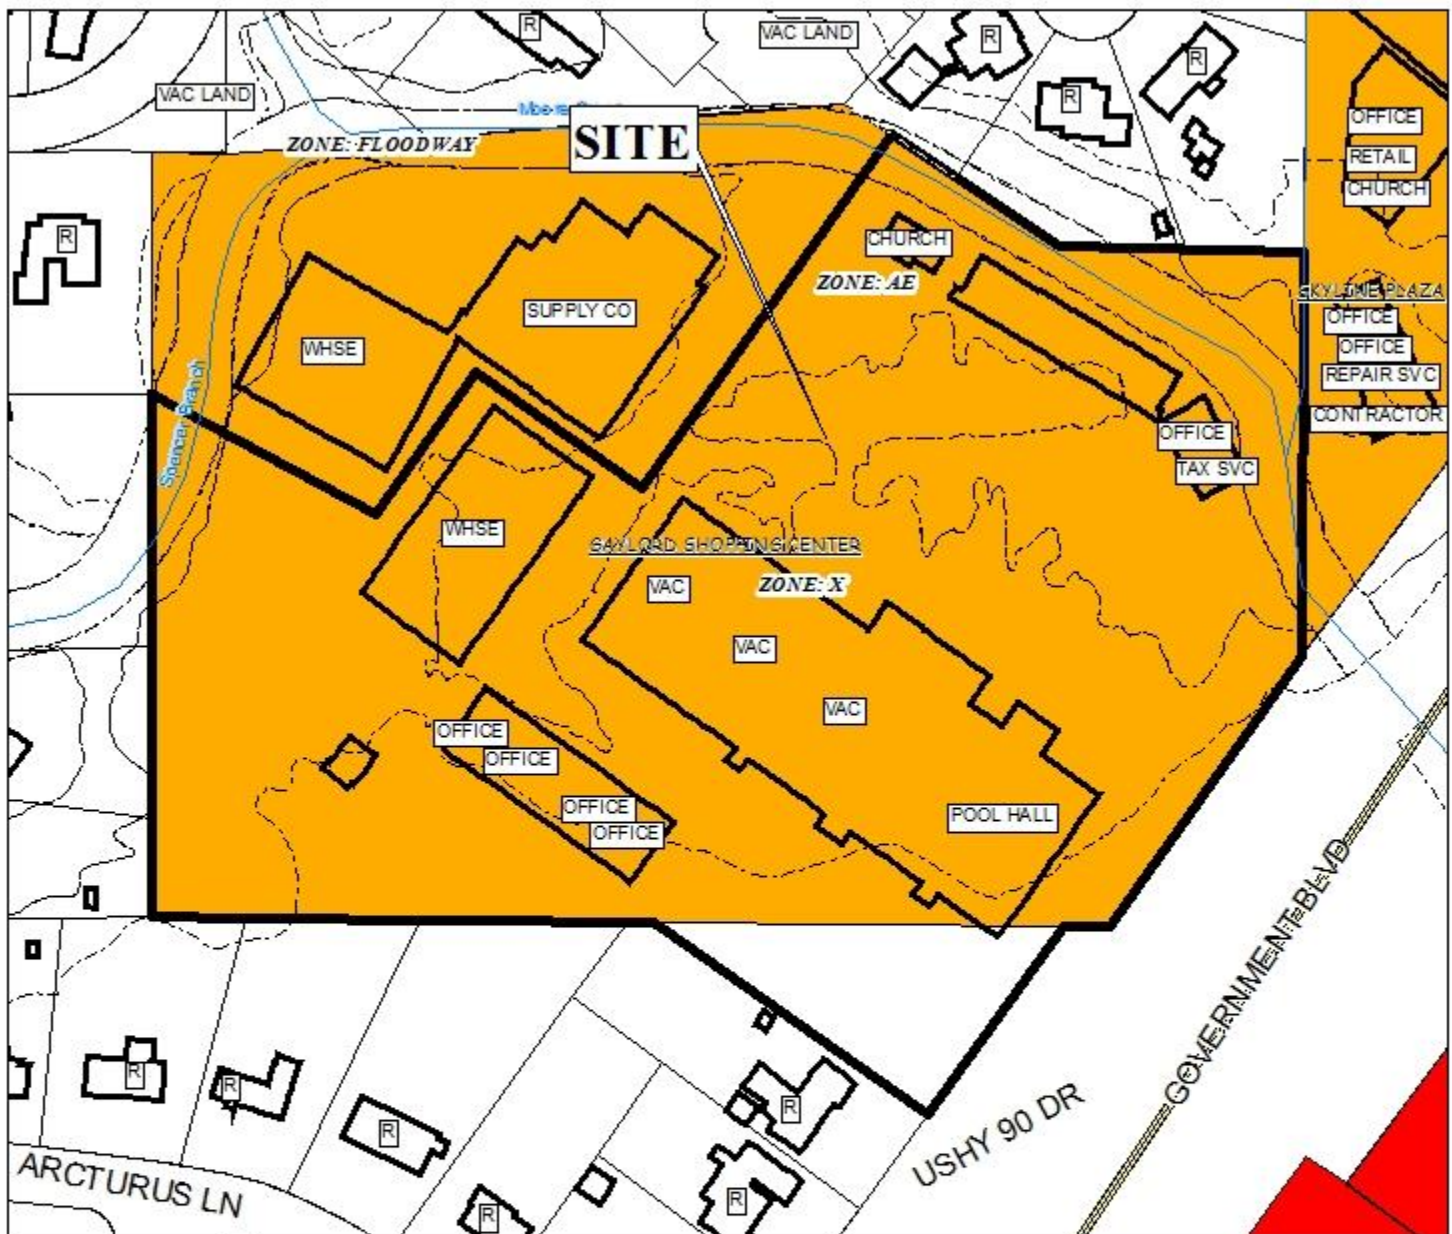 R
VAC LAND
R
R
VAC LAND
R
OFFICE
ZONE: FLOODWAY
SITE
RETAIL
CHURCH
R
CHURCH
ZONE: AE
SKYLINE PLAZA
SUPPLY CO
OFFICE
WHSE
OFFICE
REPAIR SVC
Spencer Branch
CONTRACTOR
OFFICE
TAX SVC
WHSE
GAYLORD SHOPPING CENTER
VAC
ZONE: X
VAC
VAC
OFFICE
OFFICE
OFFICE
POOL HALL
OFFICE
GOVERNMENT BLVD
R
R
R
R
USHY 90 DR
ARCTURUS LN
R
R